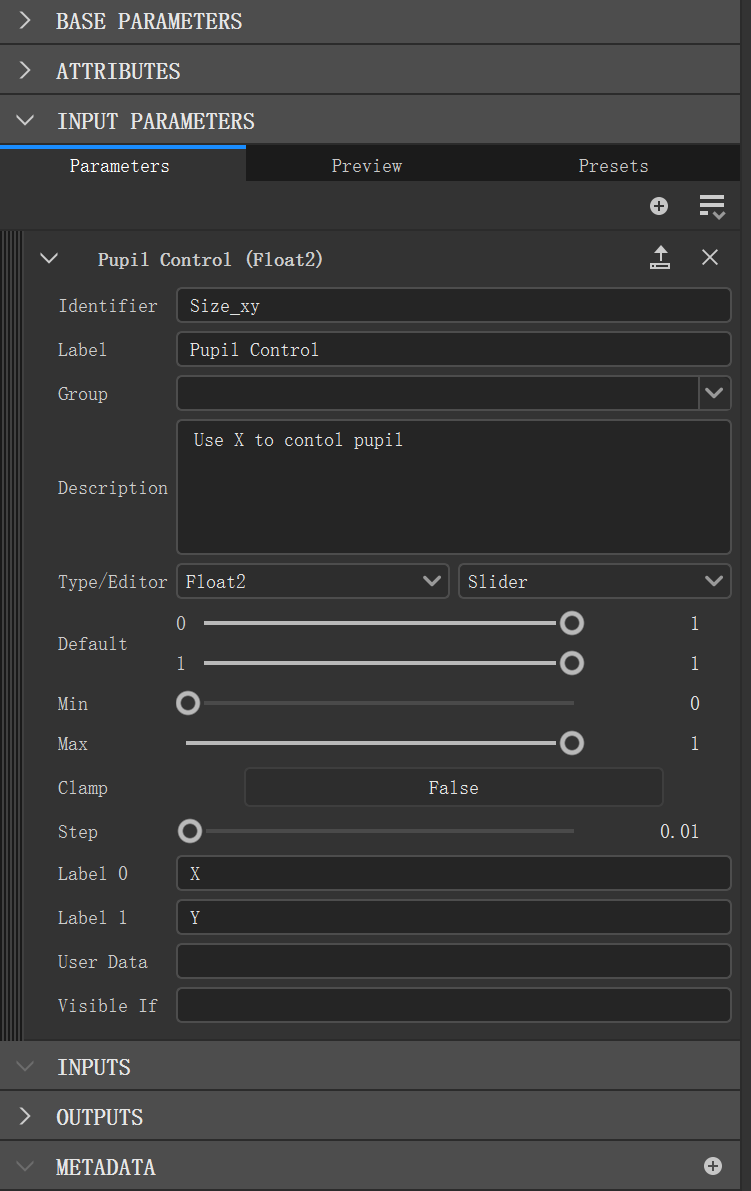 BASE PARAMETERS
ATTRIBUTES
INPUT PARAMETERS
Parameters Preview Presets
Pupil Control (Float2)
Identifier Size_xy
Label Pupil Control
Group
Use X to contol pupil
Description
Type/Editor Float2 Slider
0 1
Default
1 1
Min 0
Max 1
Clamp False
Step 0.01
Label 0 X
Label 1 Y
User Data
Visible If
INPUTS
OUTPUTS
METADATA